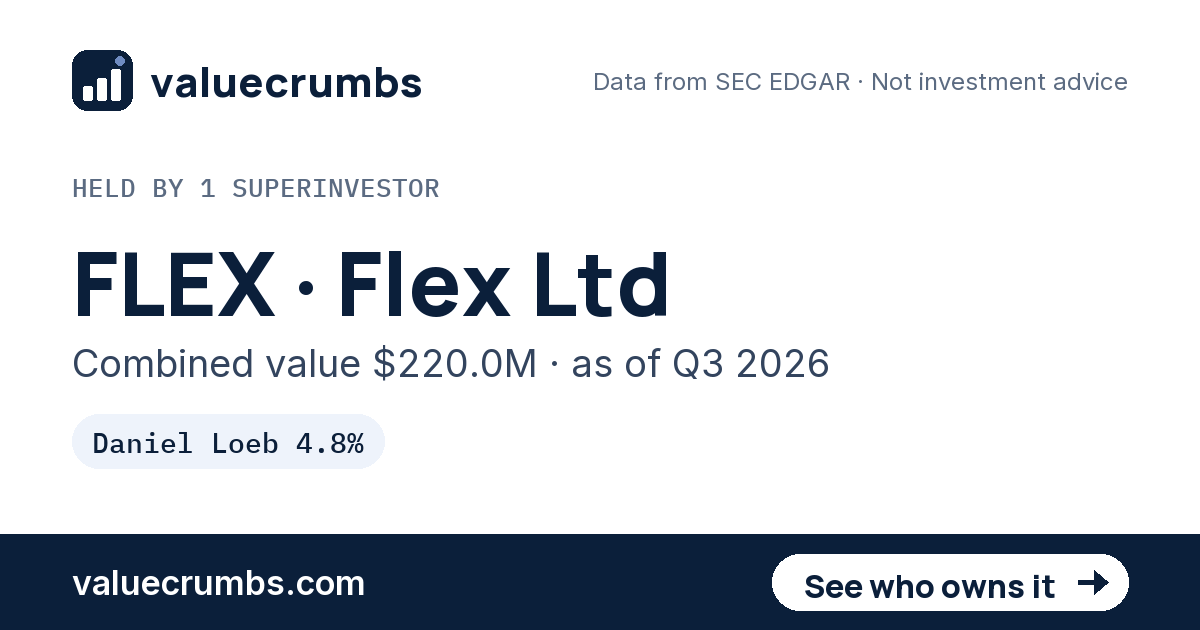 valuecrumbs
Data from SEC EDGAR · Not investment advice
HELD BY 1 SUPERINVESTOR
FLEX · Flex Ltd
Combined value $220.0M · as of Q3 2026
Daniel Loeb 4.8%
valuecrumbs.com
See who owns it →